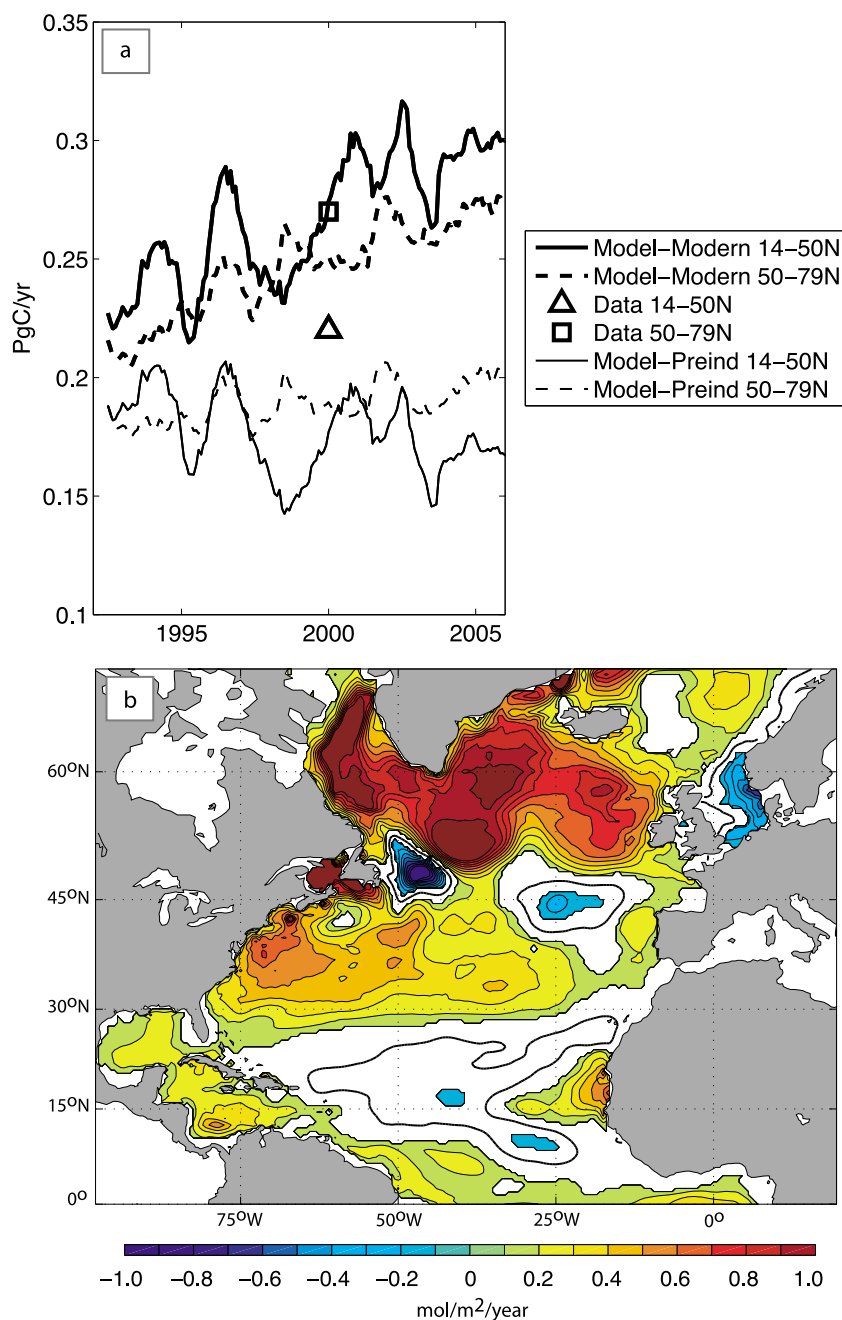 a
0.35
0.3
0.25
0.2
0.15
0.1
PgC/yr
1995
2000
2005
Model−Modern 14−50N
Model−Modern 50−79N
Data 14−50N
Data 50−79N
Model−Preind 14−50N
Model−Preind 50−79N
b
60°N
45°N
30°N
15°N
0°
75°W
50°W
25°W
0°
−1.0
−0.8
−0.6
−0.4
−0.2
0
0.2
0.4
0.6
0.8
1.0
mol/m²/year